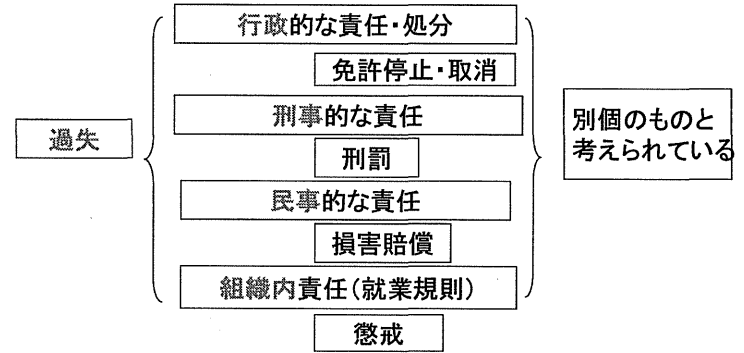 過失
行政的な責任・処分
免許停止・取消
刑事的な責任
刑罰
民事的な責任
損害賠償
組織内責任(就業規則)
懲戒
別個のものと
考えられている